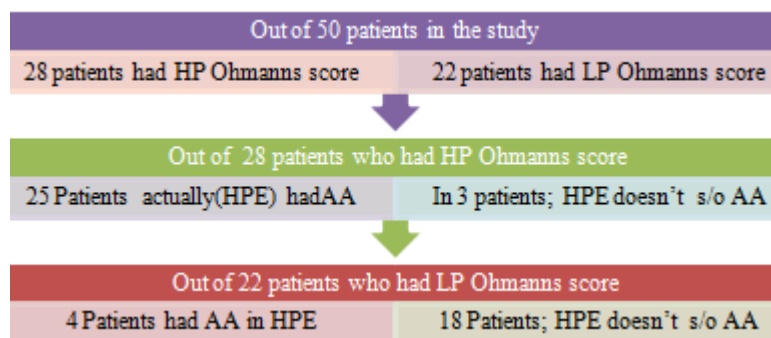 Out of 50 patients in the study
28 patients had HP Ohmanns score
22 patients had LP Ohmanns score
Out of 28 patients who had HP Ohmanns score
25 Patients actually(HPE) hadAA
In 3 patients; HPE doesn't s/o AA
Out of 22 patients who had LP Ohmanns score
4 Patients had AA in HPE
18 Patients; HPE doesn't s/o AA